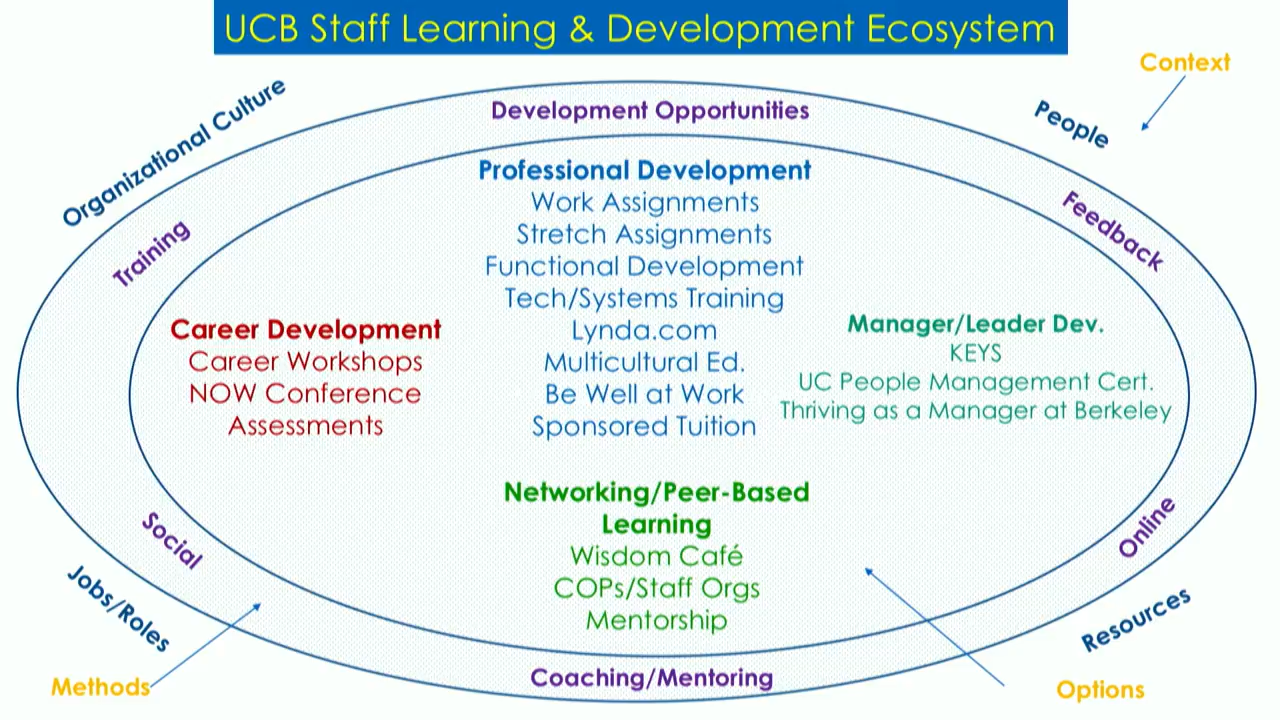 UCB Staff Learning & Development Ecosystem
Context
Organizational Culture
People
Development Opportunities
Training
Feedback
Professional Development
Work Assignments
Stretch Assignments
Functional Development
Tech/Systems Training
Lynda.com
Multicultural Ed.
Be Well at Work
Sponsored Tuition
Career Development
Career Workshops
NOW Conference
Assessments
Manager/Leader Dev.
KEYS
UC People Management Cert.
Thriving as a Manager at Berkeley
Networking/Peer-Based
Learning
Wisdom Café
COPs/Staff Orgs
Mentorship
Social
Online
Jobs/Roles
Resources
Coaching/Mentoring
Methods
Options